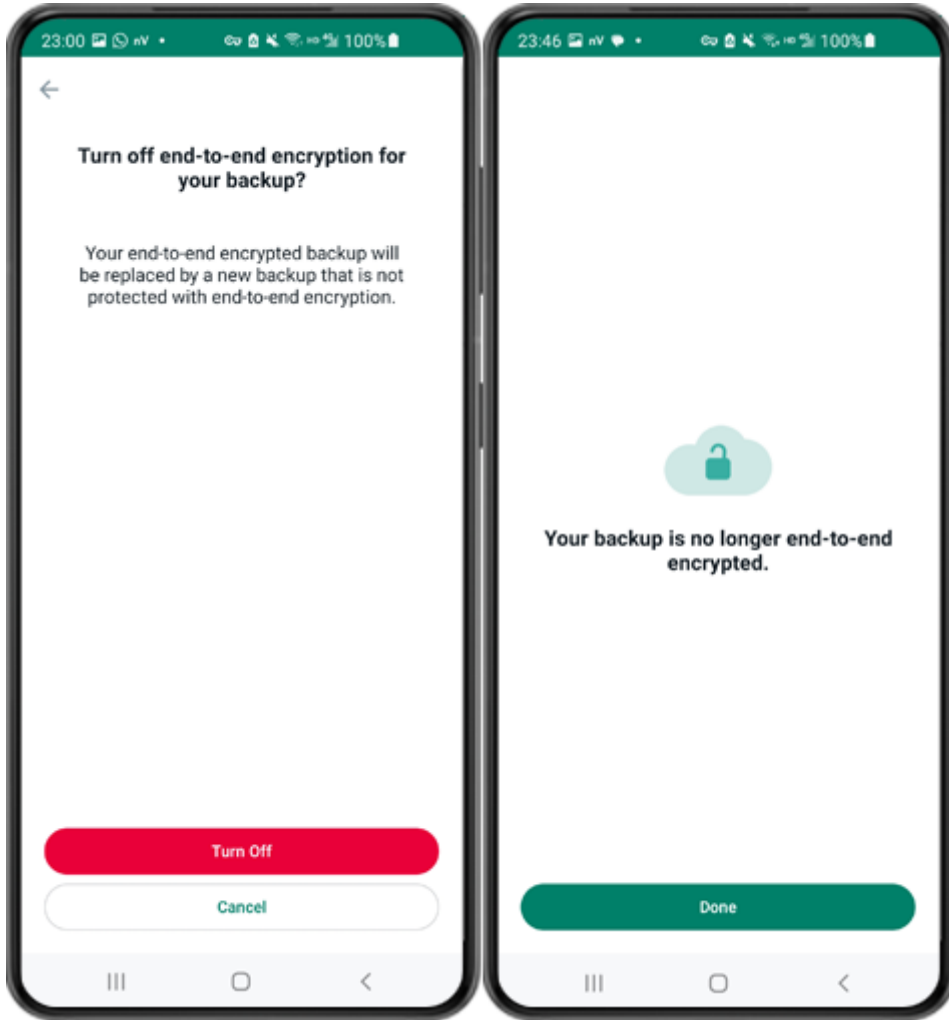 23:00 nV 100%
Turn off end-to-end encryption for
your backup?
Your end-to-end encrypted backup will
be replaced by a new backup that is not
protected with end-to-end encryption.
Turn Off
Cancel
23:46 nV 100%
Your backup is no longer end-to-end
encrypted.
Done